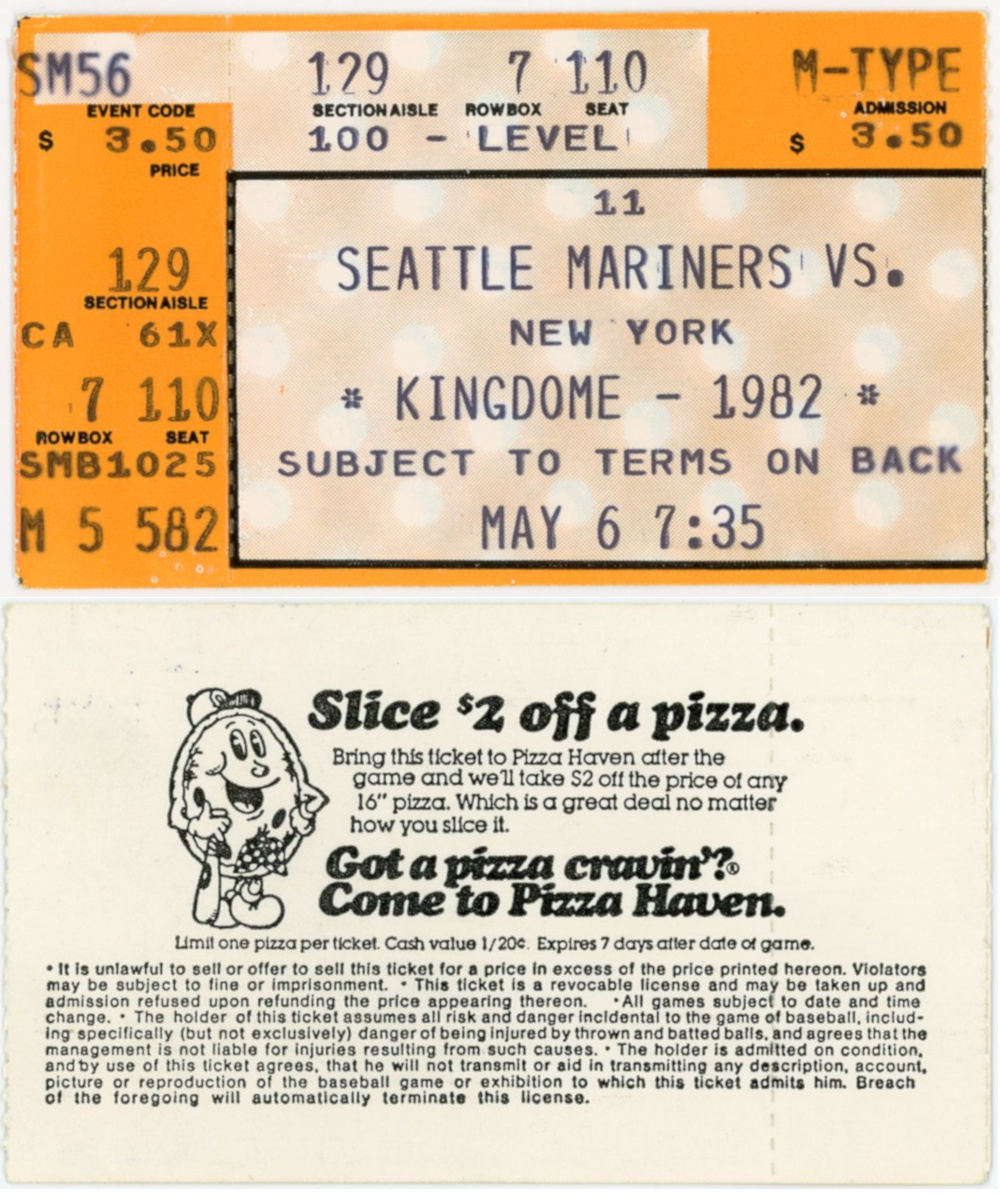 SM56 129 7 110 M-TYPE
EVENT CODE SECTION AISLE ROW BOX SEAT ADMISSION
$ 3.50 100 - LEVEL $ 3.50
PRICE
11
129 SEATTLE MARINERS VS.
SECTION AISLE
CA 61X NEW YORK
7 110 * KINGDOME - 1982 *
ROW BOX SEAT
SMB1025 SUBJECT TO TERMS ON BACK
M 5 582 MAY 6 7:35
Slice $2 off a pizza.
Bring this ticket to Pizza Haven after the
game and we'll take $2 off the price of any
16" pizza. Which is a great deal no matter
how you slice it.
Got a pizza cravin'?®
Come to Pizza Haven.
Limit one pizza per ticket. Cash value 1/20¢. Expires 7 days after date of game.
• It is unlawful to sell or offer to sell this ticket for a price in excess of the price printed hereon. Violators
may be subject to fine or imprisonment. • This ticket is a revocable license and may be taken up and
admission refused upon refunding the price appearing thereon. • All games subject to date and time
change. • The holder of this ticket assumes all risk and danger incidental to the game of baseball, includ-
ing specifically (but not exclusively) danger of being injured by thrown and batted balls, and agrees that the
management is not liable for injuries resulting from such causes. • The holder is admitted on condition,
and by use of this ticket agrees, that he will not transmit or aid in transmitting any description, account,
picture or reproduction of the baseball game or exhibition to which this ticket admits him. Breach
of the foregoing will automatically terminate this license.